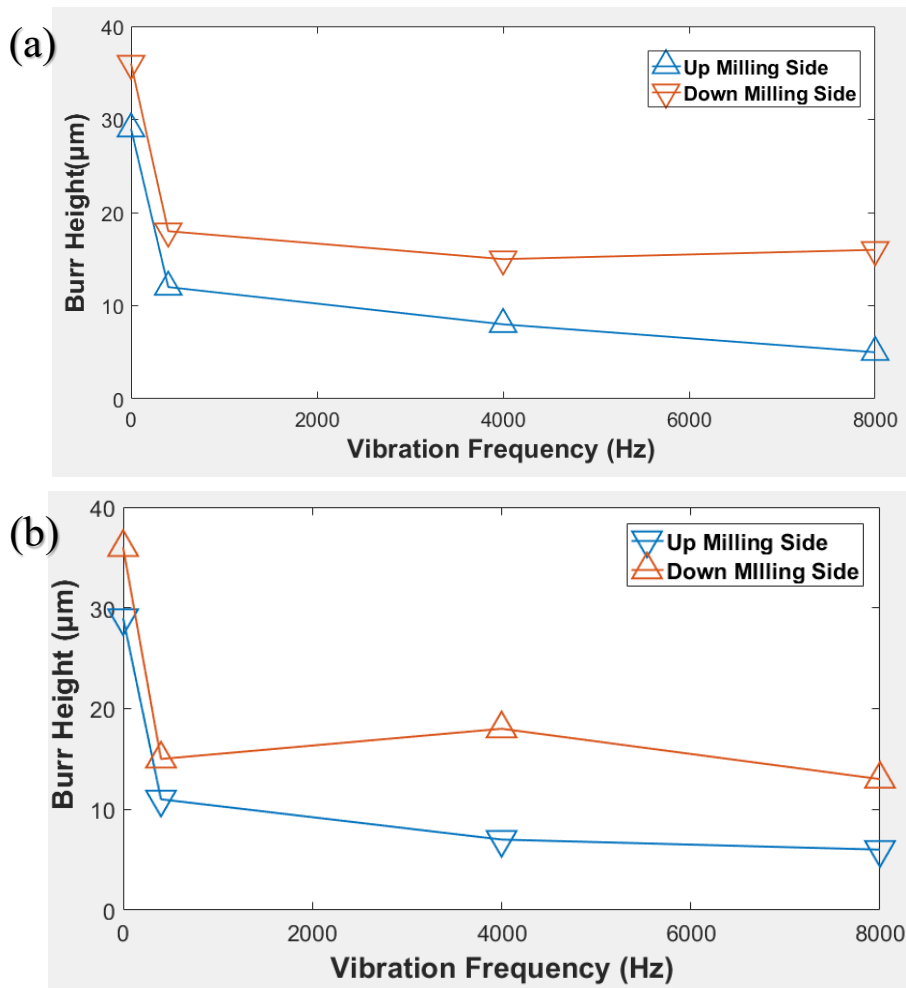 (a)
Up Milling Side
Down Milling Side
Burr Height(µm)
40
30
20
10
0
0 2000 4000 6000 8000
Vibration Frequency (Hz)
(b)
Up Milling Side
Down MIlling Side
Burr Height (µm)
40
30
20
10
0
0 2000 4000 6000 8000
Vibration Frequency (Hz)